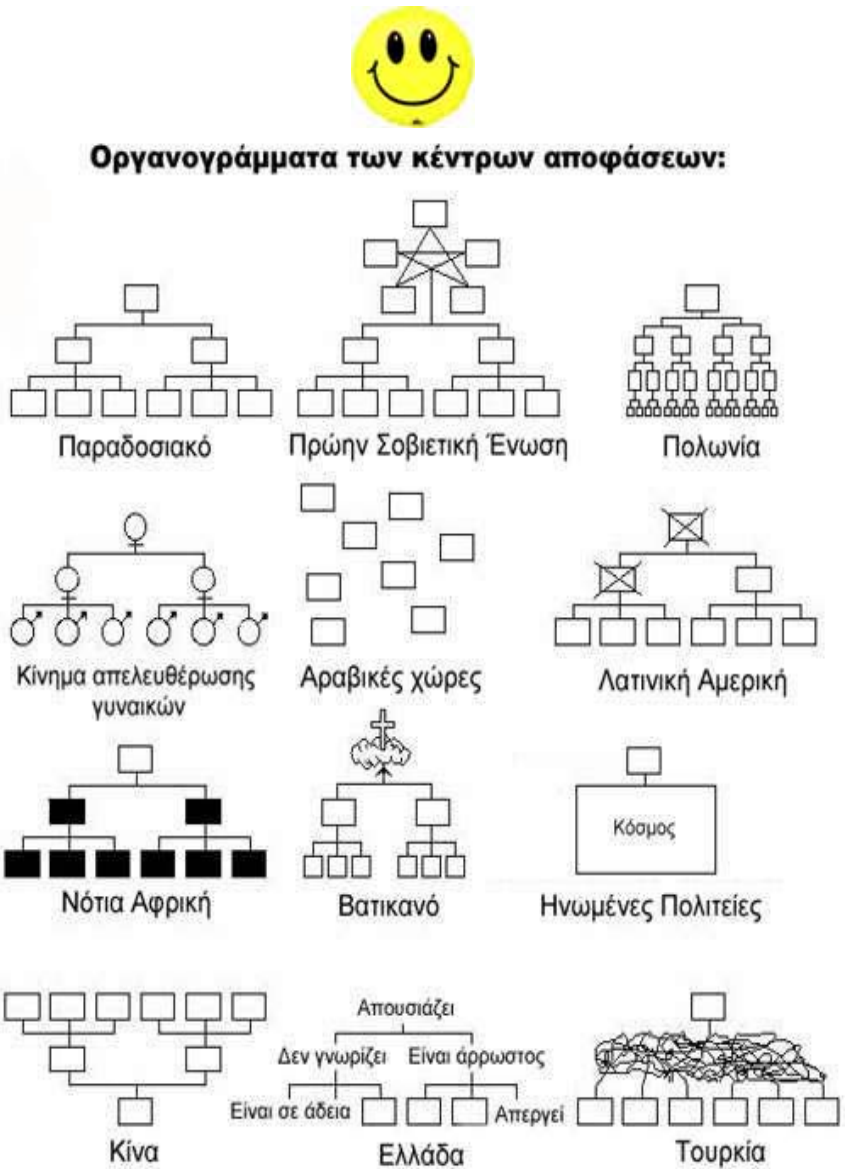 Οργανογράμματα των κέντρων αποφάσεων:
Παραδοσιακό
Πρώην Σοβιετική Ένωση
Πολωνία
Κίνημα απελευθέρωσης
γυναικών
Αραβικές χώρες
Λατινική Αμερική
Νότια Αφρική
Βατικανό
Κόσμος
Ηνωμένες Πολιτείες
Κίνα
Απουσιάζει
Δεν γνωρίζει
Είναι άρρωστος
Είναι σε άδεια
Απεργεί
Ελλάδα
Τουρκία